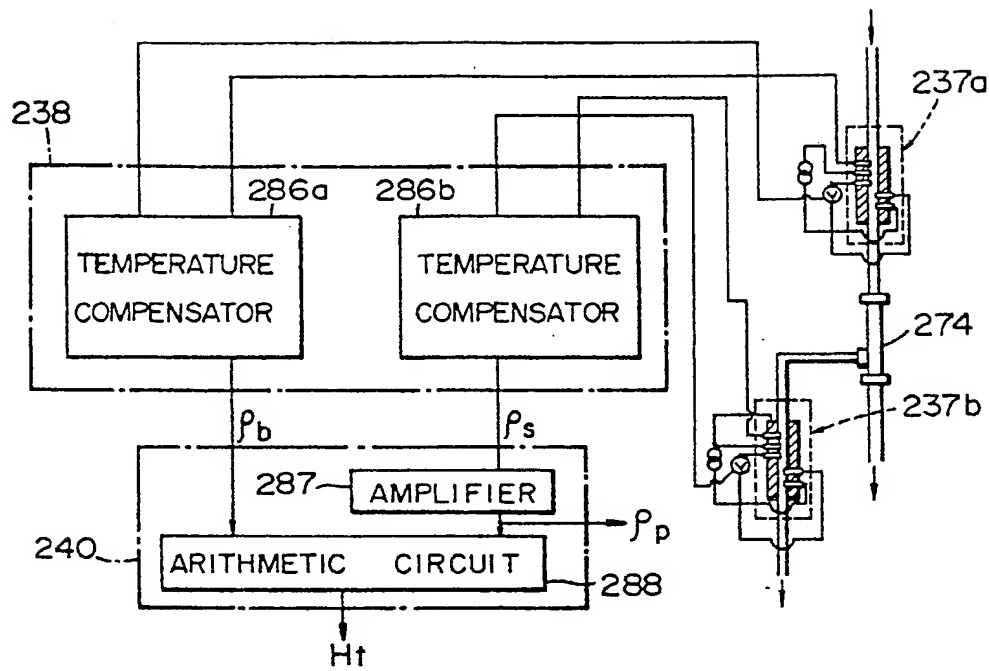 237a
238
286a
286b
TEMPERATURE
COMPENSATOR
TEMPERATURE
COMPENSATOR
274
237b
ρb
ρs
287
AMPLIFIER
ρp
240
ARITHMETIC CIRCUIT
288
Ht